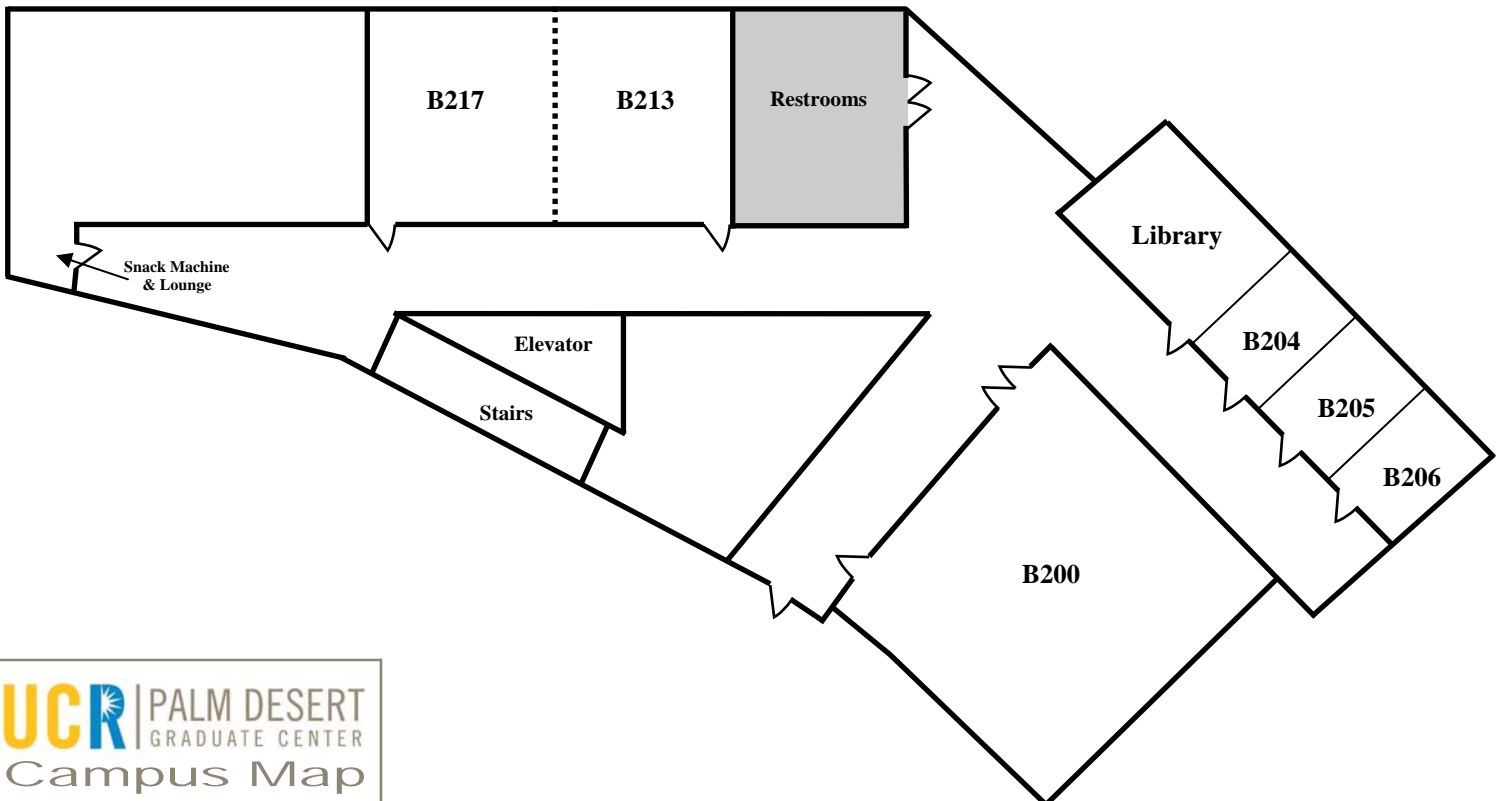 B217
B213
Restrooms
Library
Snack Machine
& Lounge
Elevator
B204
Stairs
B205
B206
B200
UCR PALM DESERT
GRADUATE CENTER
Campus Map